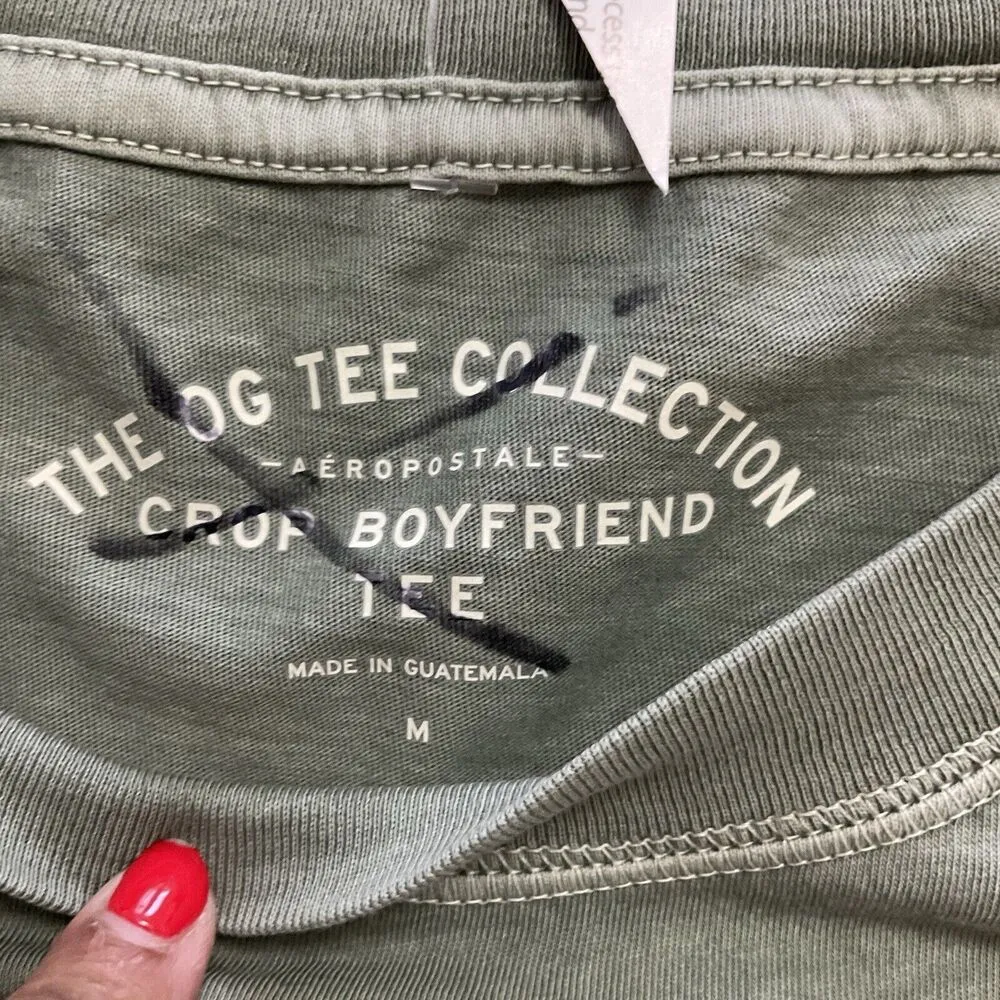 THE OG TEE COLLECTION
-AÉROPOSTALE-
CROP BOYFRIEND
TEE
MADE IN GUATEMALA
M